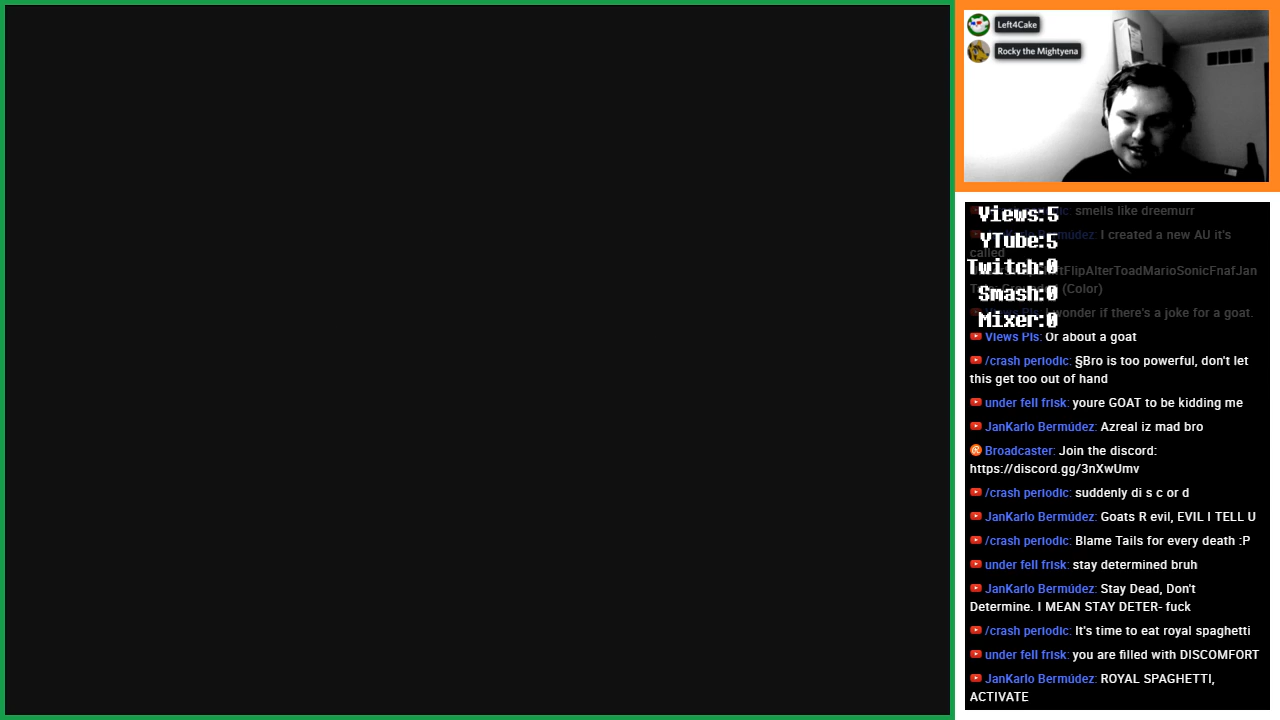 Left4Cake
Rocky the Mightyena
Views:5
smells like dreemurr
YTube:5
I created a new AU it's
called
Twitch:0
Smash:0
(Color)
Mixer:0
wonder if there's a joke for a goat.
Views Pls: Or about a goat
/crash periodic: §Bro is too powerful, don't let
this get too out of hand
under fell frisk: youre GOAT to be kidding me
JanKarlo Bermúdez: Azreal iz mad bro
Broadcaster: Join the discord:
https://discord.gg/3nXwUmv
/crash periodic: suddenly di s c or d
JanKarlo Bermúdez: Goats R evil, EVIL I TELL U
/crash periodic: Blame Tails for every death :P
under fell frisk: stay determined bruh
JanKarlo Bermúdez: Stay Dead, Don't
Determine. I MEAN STAY DETER- fuck
/crash periodic: It's time to eat royal spaghetti
under fell frisk: you are filled with DISCOMFORT
JanKarlo Bermúdez: ROYAL SPAGHETTI,
ACTIVATE